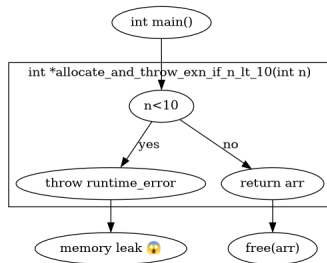 int main()
int *allocate_and_throw_exn_if_n_lt_10(int n)
n<10
yes
no
throw runtime_error
return arr
memory leak 😱
free(arr)